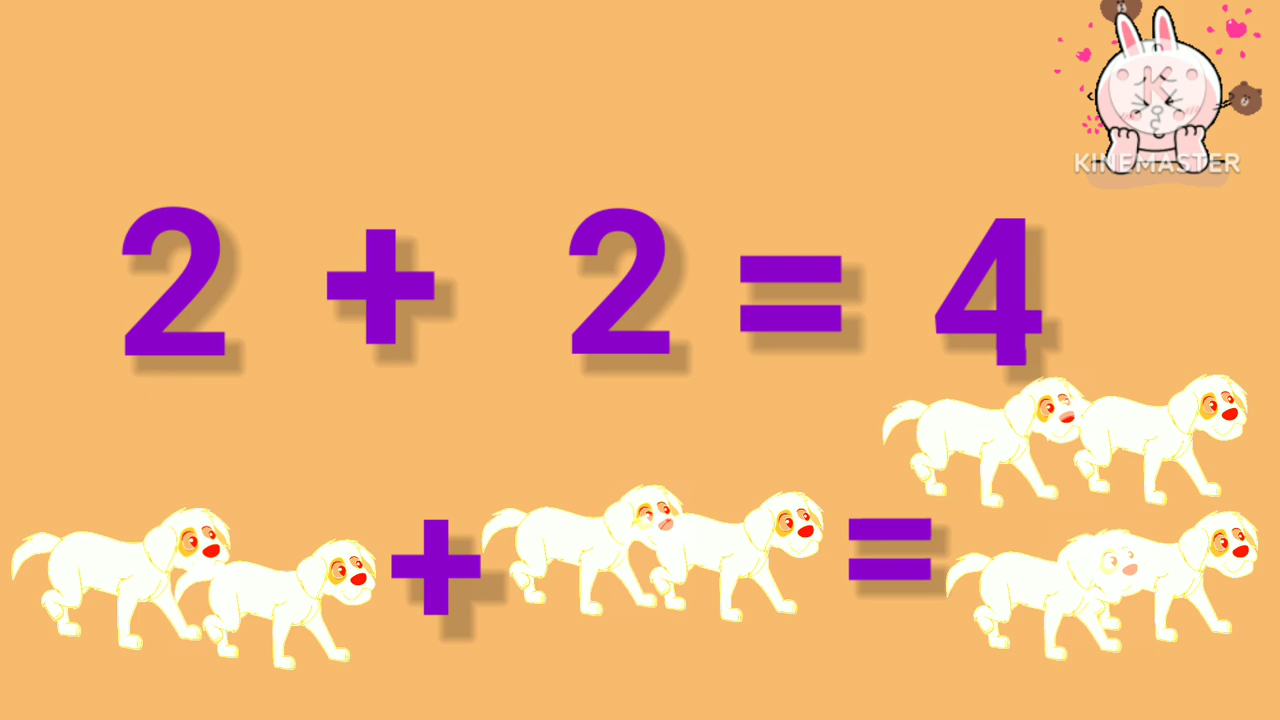 KINEMASTER
2 + 2 = 4
+ =